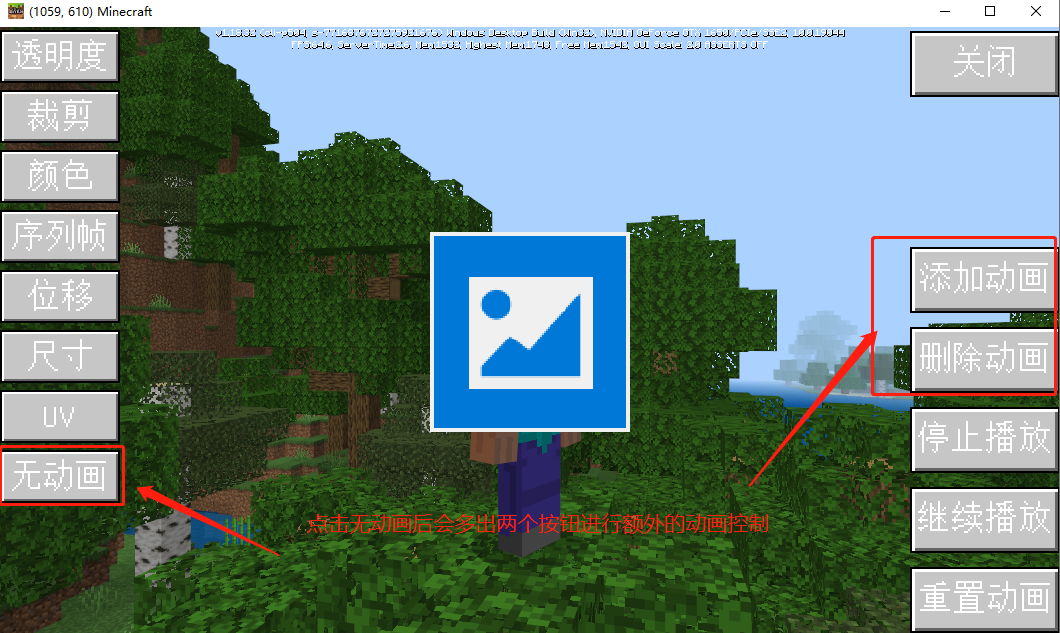 (1059, 610) Minecraft
透明度
裁剪
颜色
序列帧
位移
尺寸
UV
无动画
关闭
添加动画
删除动画
停止播放
继续播放
重置动画
点击无动画后会多出两个按钮进行额外的动画控制